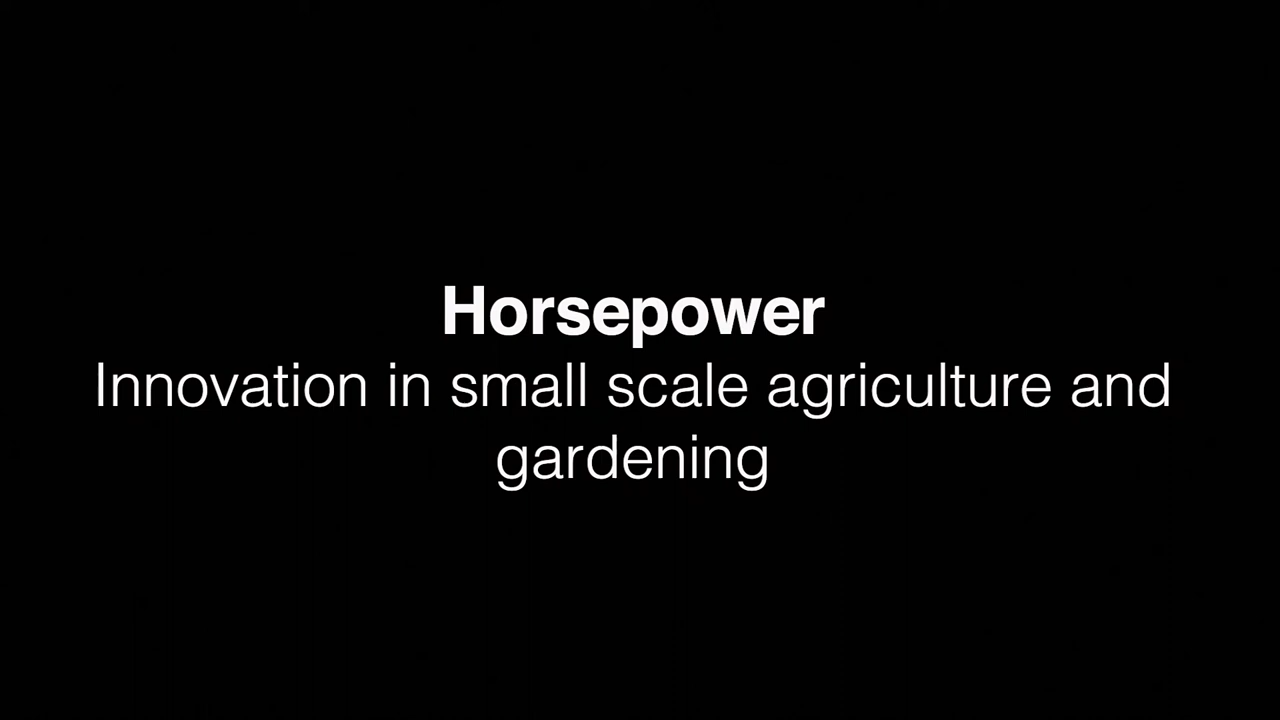 Horsepower
Innovation in small scale agriculture and
gardening